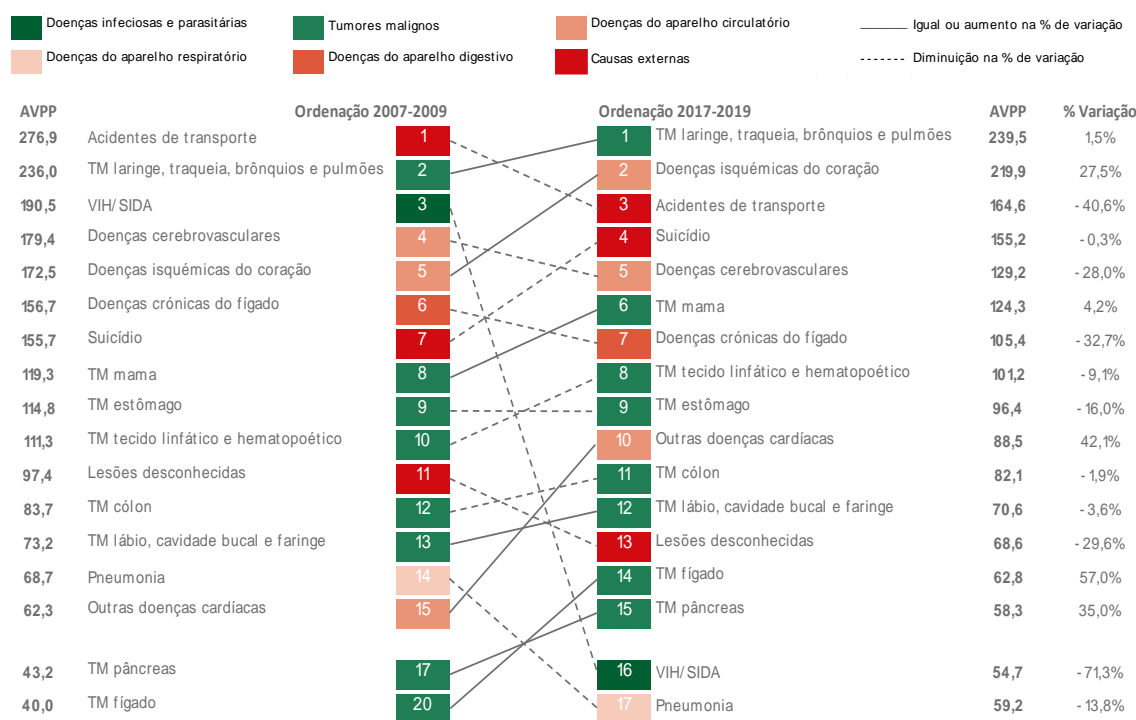 Doenças infeciosas e parasitárias Tumores malignos Doenças do aparelho circulatório Igual ou aumento na % de variação
Doenças do aparelho respiratório Doenças do aparelho digestivo Causas externas Diminuição na % de variação
AVPP Ordenação 2007-2009 Ordenação 2017-2019 AVPP % Variação
276,9 Acidentes de transporte 1 1 TM laringe, traqueia, brônquios e pulmões 239,5 1,5%
236,0 TM laringe, traqueia, brônquios e pulmões 2 2 Doenças isquémicas do coração 219,9 27,5%
190,5 VIH/ SIDA 3 3 Acidentes de transporte 164,6 - 40,6%
179,4 Doenças cerebrovasculares 4 4 Suicídio 155,2 - 0,3%
172,5 Doenças isquémicas do coração 5 5 Doenças cerebrovasculares 129,2 - 28,0%
156,7 Doenças crónicas do fígado 6 6 TM mama 124,3 4,2%
155,7 Suicídio 7 7 Doenças crónicas do fígado 105,4 - 32,7%
119,3 TM mama 8 8 TM tecido linfático e hematopoético 101,2 - 9,1%
114,8 TM estômago 9 9 TM estômago 96,4 - 16,0%
111,3 TM tecido linfático e hematopoético 10 10 Outras doenças cardíacas 88,5 42,1%
97,4 Lesões desconhecidas 11 11 TM cólon 82,1 - 1,9%
83,7 TM cólon 12 12 TM lábio, cavidade bucal e faringe 70,6 - 3,6%
73,2 TM lábio, cavidade bucal e faringe 13 13 Lesões desconhecidas 68,6 - 29,6%
68,7 Pneumonia 14 14 TM fígado 62,8 57,0%
62,3 Outras doenças cardíacas 15 15 TM pâncreas 58,3 35,0%
43,2 TM pâncreas 17 16 VIH/ SIDA 54,7 - 71,3%
40,0 TM fígado 20 17 Pneumonia 59,2 - 13,8%